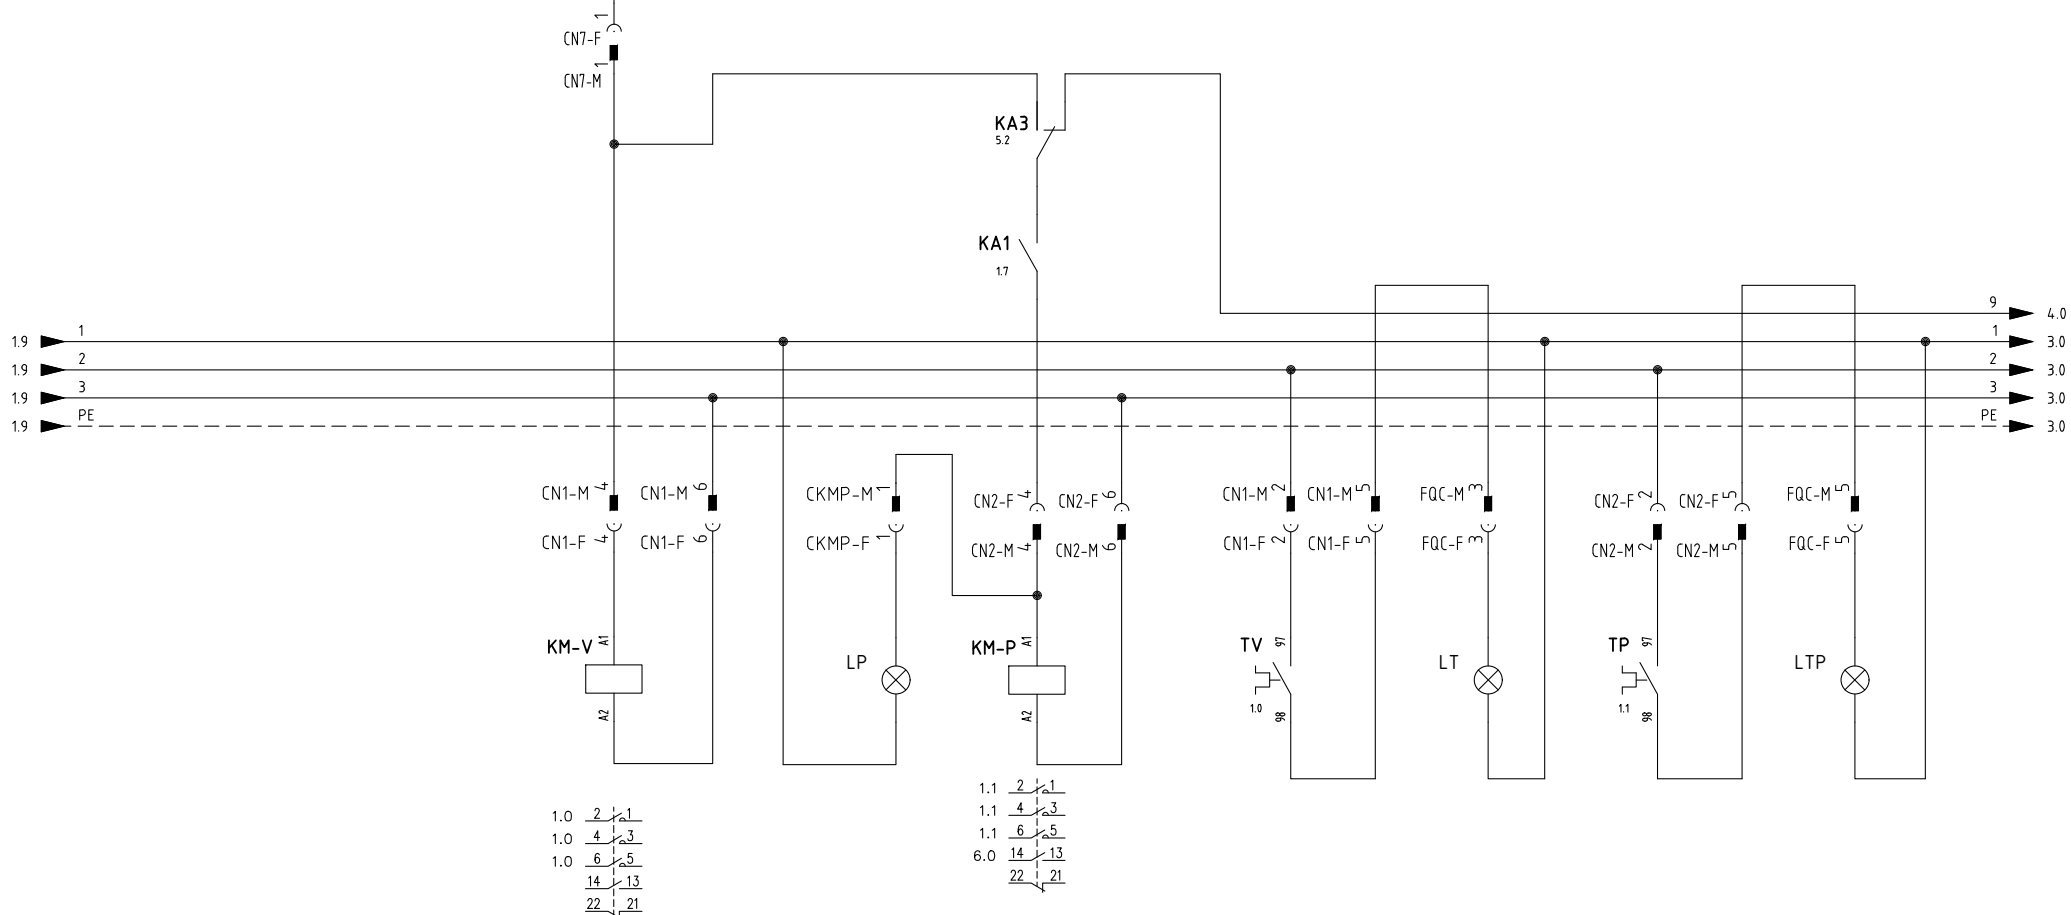 1
CN7-F
1
CN7-M
KA3
5.2
KA1
1.7
9 4.0
1.9 1 1 3.0
1.9 2 2 3.0
1.9 3 3 3.0
1.9 PE PE 3.0
CN1-M 4 CN1-M 6 CKMP-M 1 CN2-F 4 CN2-F 6 CN1-M 2 CN1-M 5 FQC-M 3 CN2-F 2 CN2-F 5 FQC-M 5
CN1-F 4 CN1-F 6 CKMP-F 1 CN2-M 4 CN2-M 6 CN1-F 2 CN1-F 5 FQC-F 3 CN2-M 2 CN2-M 5 FQC-F 5
KM-V A1 KM-P A1 TV 97 TP 97
LP LT LTP
A2 A2 1.0 98 1.1 98
1.1 2 1
1.1 4 3
1.1 6 5
6.0 14 13
22 21
1.0 2 1
1.0 4 3
1.0 6 5
14 13
22 21